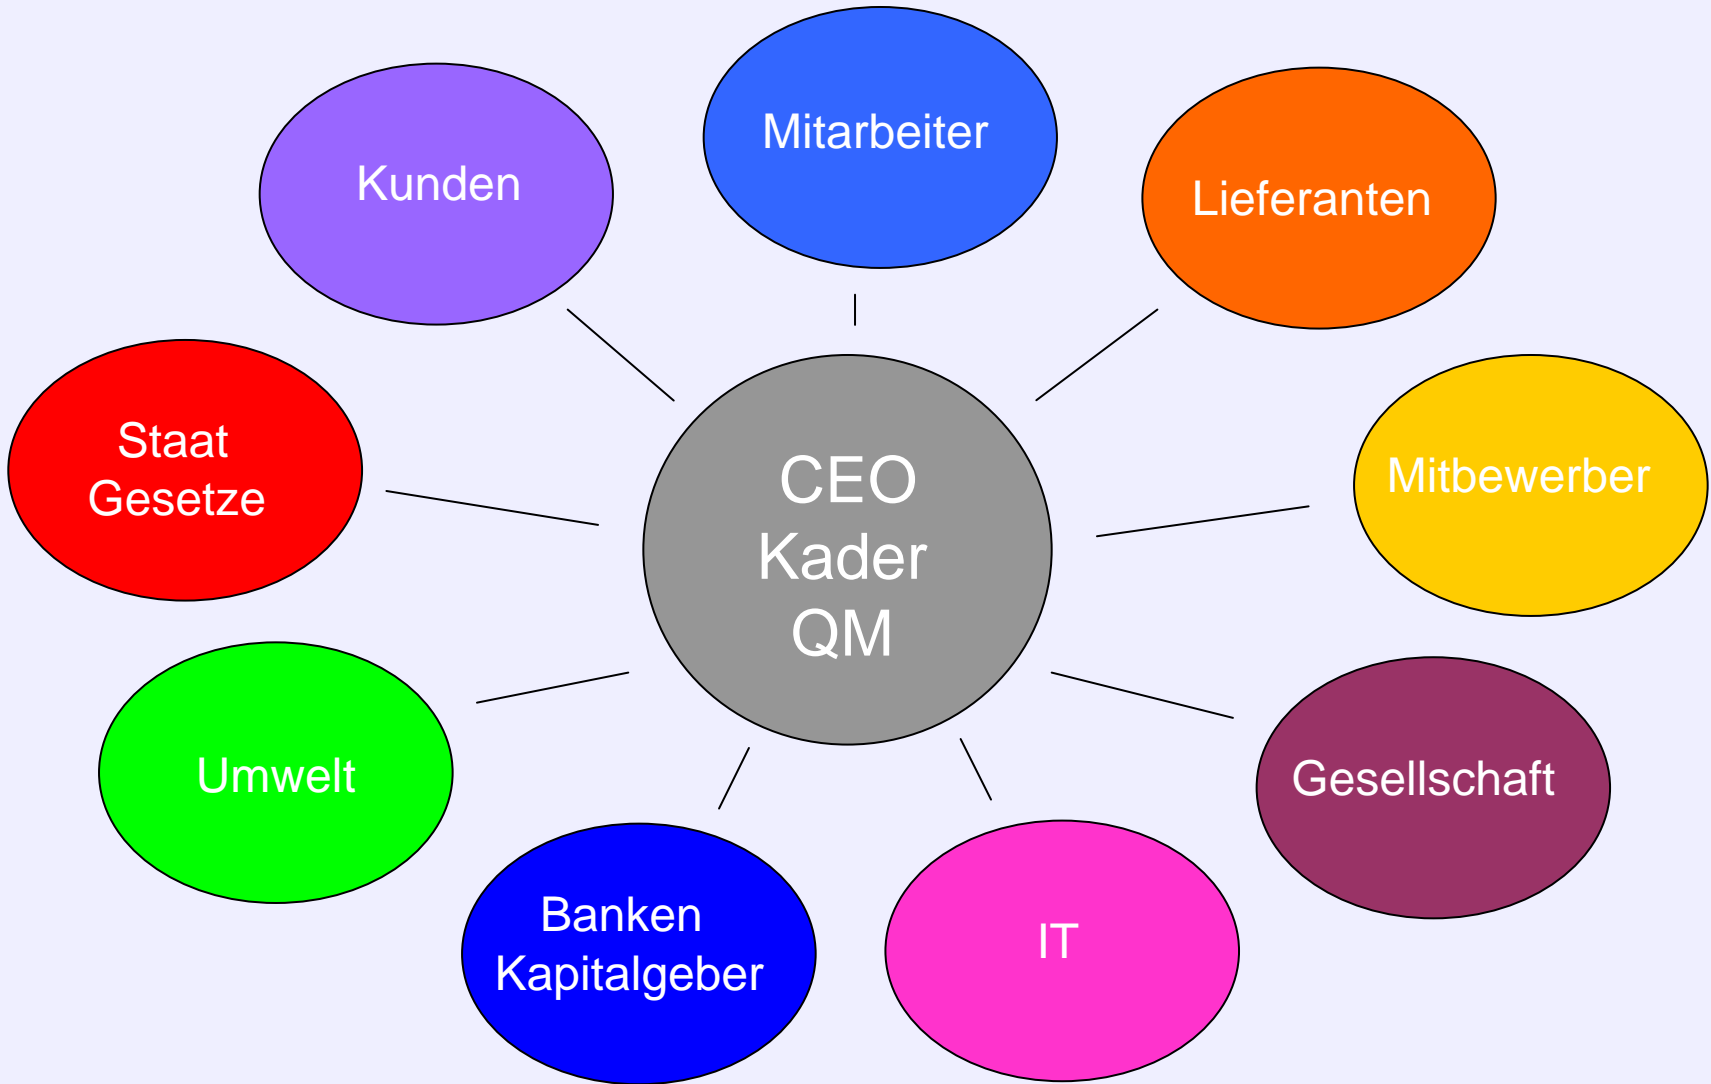 Mitarbeiter
Kunden
Lieferanten
Staat
Gesetze
CEO
Kader
QM
Mitbewerber
Umwelt
Gesellschaft
Banken
Kapitalgeber
IT